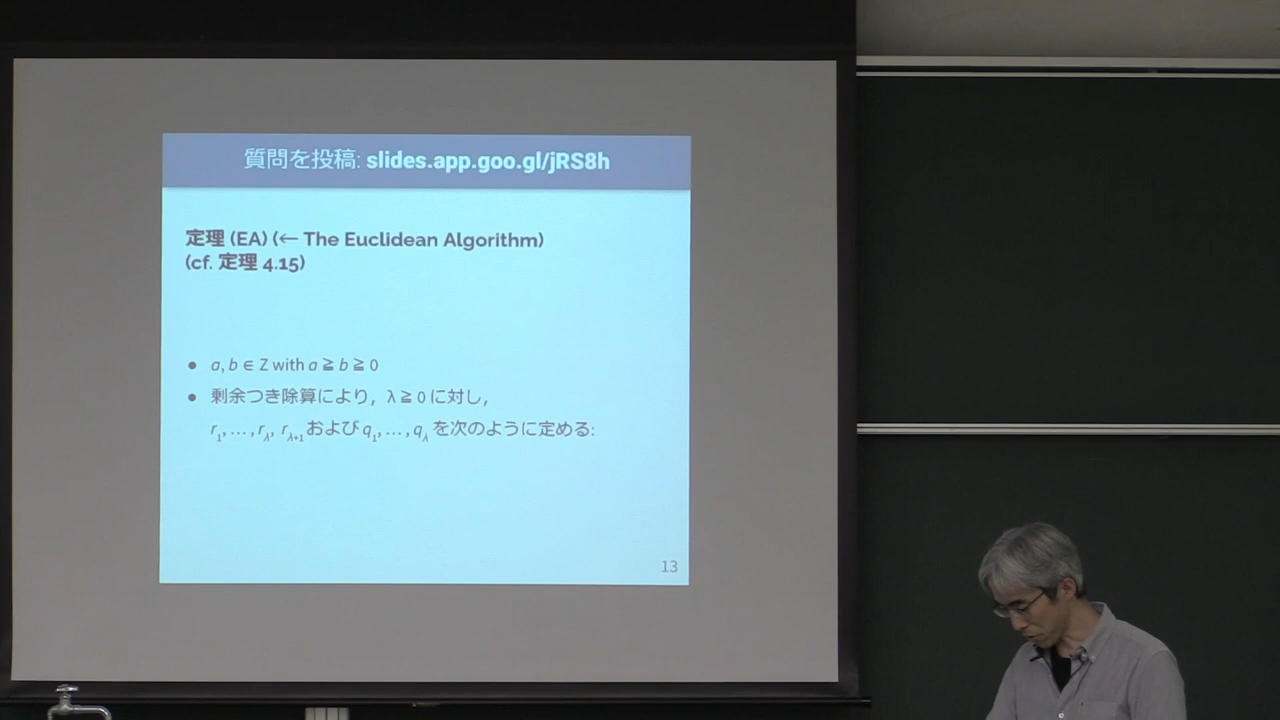 質問を投稿: slides.app.goo.gl/jRS8h
定理 (EA) (← The Euclidean Algorithm)
(cf. 定理 4.15)
● a, b ∈ Z with a ≧ b ≧ 0
● 剰余つき除算により, λ ≧ 0 に対し,
r₁, … , rλ, rλ+1 および q₁, … , qλ を次のように定める:
13